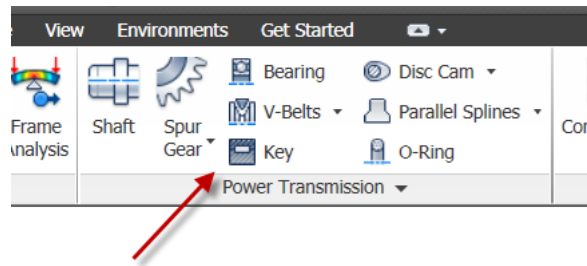 View Environments Get Started
Bearing Disc Cam
V-Belts Parallel Splines
Frame Analysis Shaft Spur Gear Key O-Ring
Power Transmission